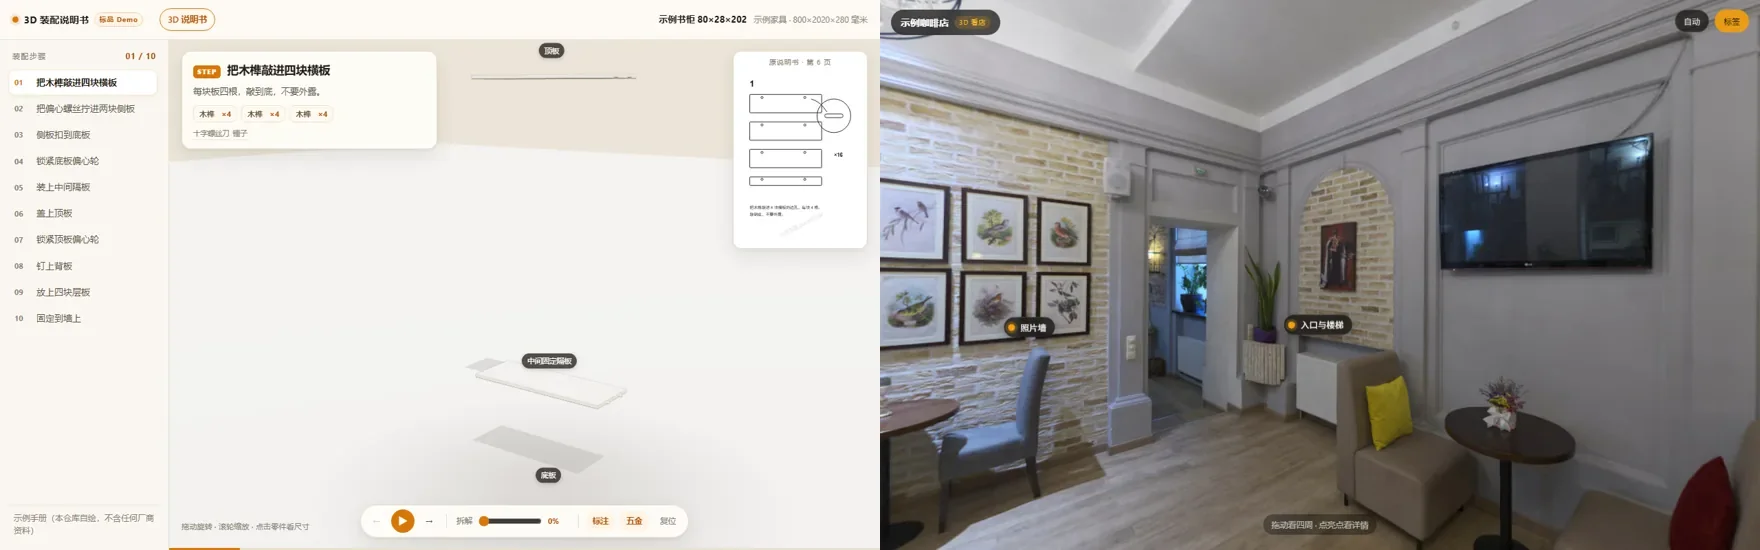 3D 装配说明书
标品 Demo
3D 说明书
示例书柜 80×28×202
示例家具 · 800×2020×280 毫米
装配步骤
01 / 10
01 把木榫敲进四块横板
02 把偏心螺丝拧进两块侧板
03 侧板扣到底板
04 锁紧底板偏心轮
05 装上中间隔板
06 盖上顶板
07 锁紧顶板偏心轮
08 钉上背板
09 放上四块层板
10 固定到墙上
示例手册（本仓库自绘，不含任何厂商
资料）
STEP 把木榫敲进四块横板
每块板四根，敲到底，不要外露。
木榫 ×4 木榫 ×4 木榫 ×4
十字螺丝刀 锤子
顶板
中间固定隔板
底板
原说明书 · 第 6 页
1
×16
拖动旋转 · 滚轮缩放 · 点击零件看尺寸
← → 拆解 0% 标注 五金 复位
示例咖啡店
3D 看店
自动
标签
照片墙
入口与楼梯
LG
拖动看四周 · 点亮点看详情